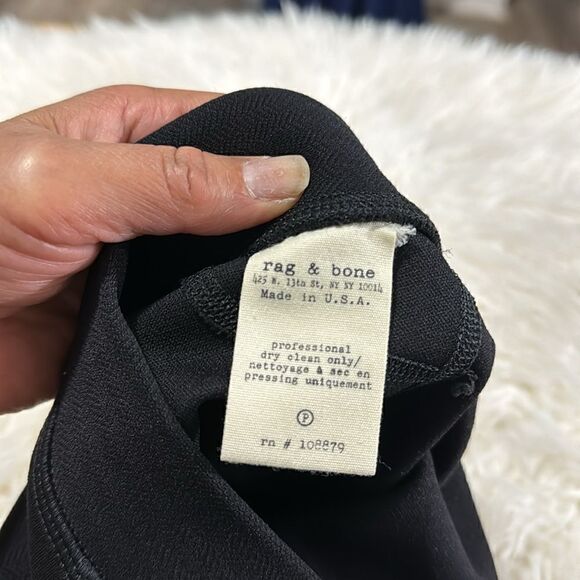 rag & bone
425 W. 13th St, NY NY 10014
Made in U.S.A.
professional
dry clean only/
nettoyage à sec en
pressing uniquement
P
rn # 108879